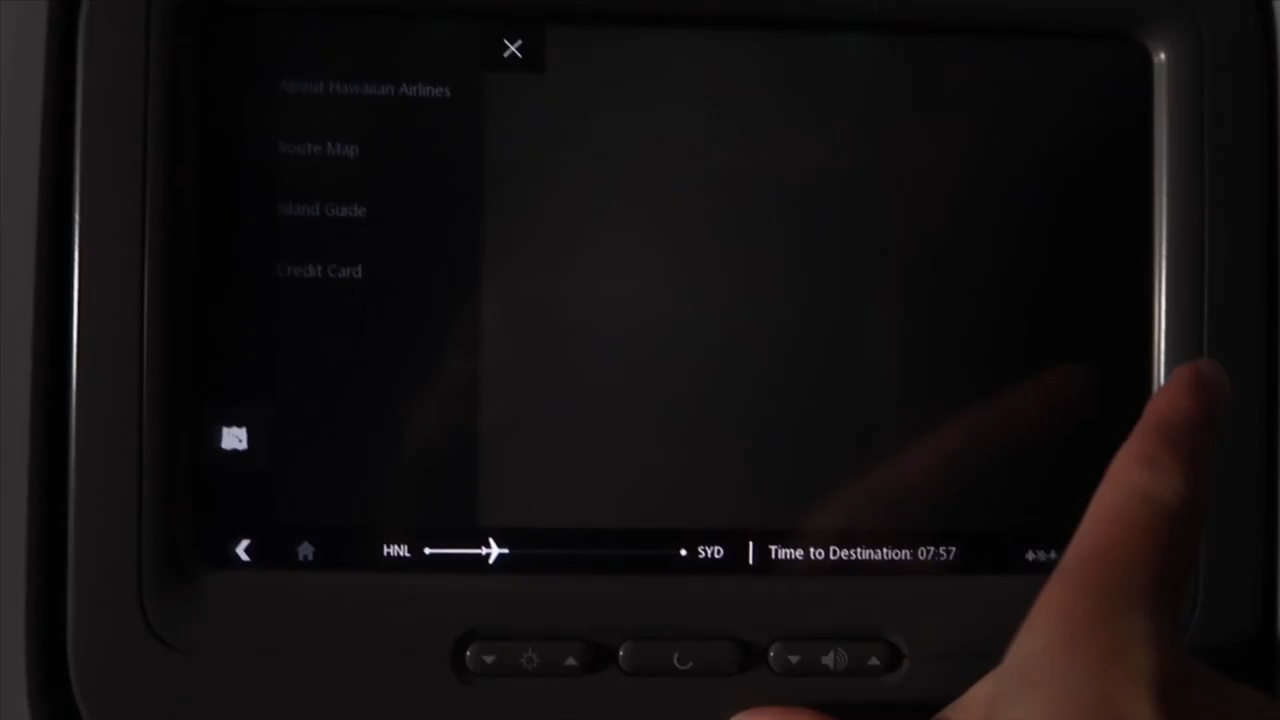 About Hawaiian Airlines
Route Map
Island Guide
Credit Card
HNL SYD Time to Destination: 07:57